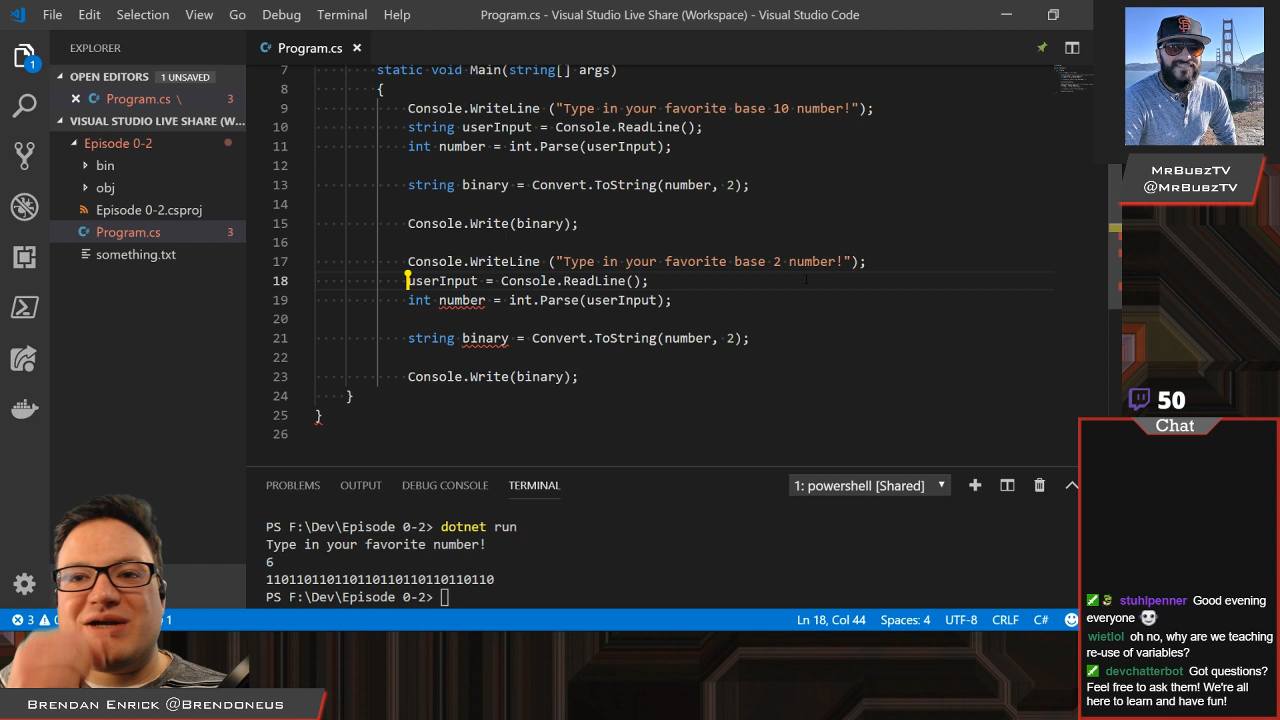 File Edit Selection View Go Debug Terminal Help
Program.cs - Visual Studio Live Share (Workspace) - Visual Studio Code
EXPLORER
OPEN EDITORS 1 UNSAVED
Program.cs \ 3
VISUAL STUDIO LIVE SHARE (W...
Episode 0-2
bin
obj
Episode 0-2.csproj
Program.cs 3
something.txt
1
Program.cs
7 static void Main(string[] args)
8 {
9 Console.WriteLine ("Type in your favorite base 10 number!");
10 string userInput = Console.ReadLine();
11 int number = int.Parse(userInput);
12
13 string binary = Convert.ToString(number, 2);
14
15 Console.Write(binary);
16
17 Console.WriteLine ("Type in your favorite base 2 number!");
18 userInput = Console.ReadLine();
19 int number = int.Parse(userInput);
20
21 string binary = Convert.ToString(number, 2);
22
23 Console.Write(binary);
24 }
25 }
26
PROBLEMS OUTPUT DEBUG CONSOLE TERMINAL
1: powershell [Shared]
PS F:\Dev\Episode 0-2> dotnet run
Type in your favorite number!
6
110110110110110110110110110110
PS F:\Dev\Episode 0-2>
3
1
Ln 18, Col 44 Spaces: 4 UTF-8 CRLF C#
MrBubzTV
@MrBubzTV
50
Chat
stuhlpenner Good evening
everyone
wietlol oh no, why are we teaching
re-use of variables?
devchatterbot Got questions?
Feel free to ask them! We're all
here to learn and have fun!
BRENDAN ENRICK @BRENDONEUS